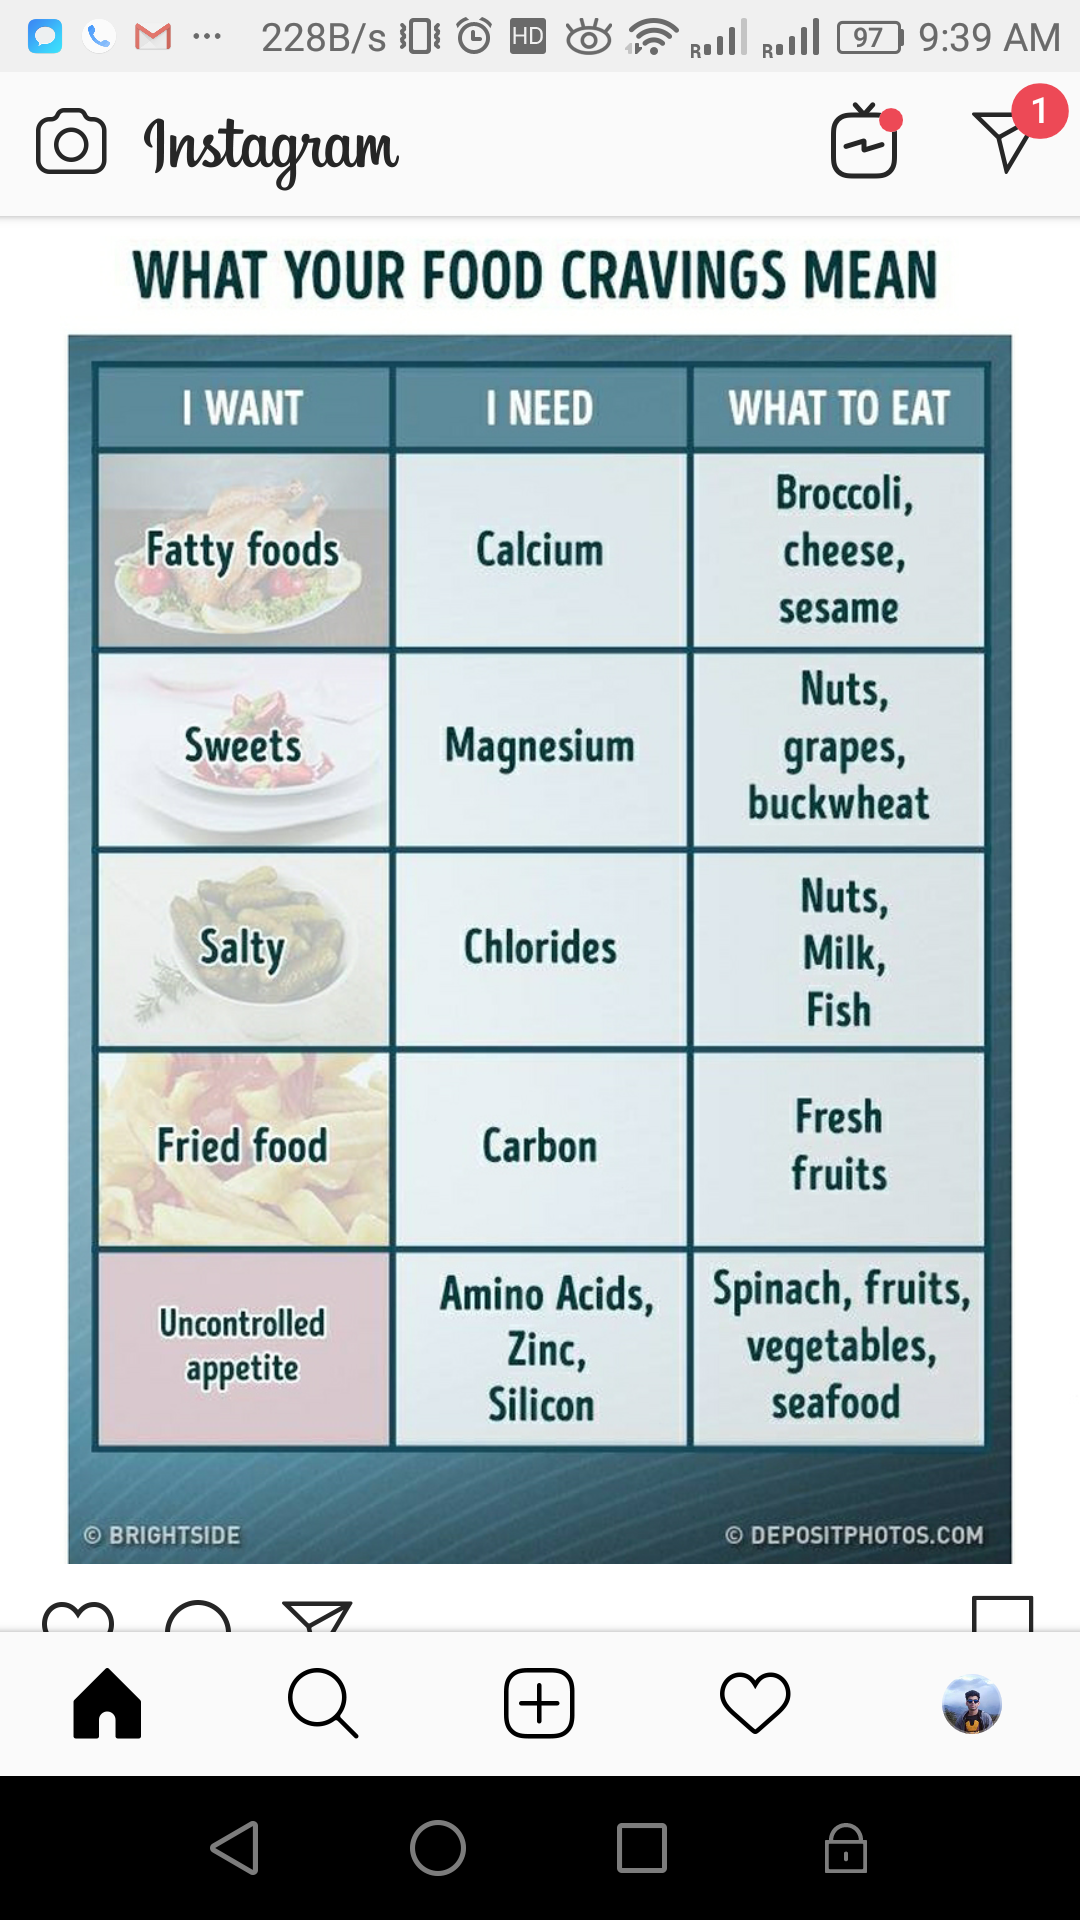 228B/s HD 97 9:39 AM
Instagram
1
WHAT YOUR FOOD CRAVINGS MEAN
I WANT
I NEED
WHAT TO EAT
Fatty foods
Calcium
Broccoli,
cheese,
sesame
Sweets
Magnesium
Nuts,
grapes,
buckwheat
Salty
Chlorides
Nuts,
Milk,
Fish
Fried food
Carbon
Fresh
fruits
Uncontrolled
appetite
Amino Acids,
Zinc,
Silicon
Spinach, fruits,
vegetables,
seafood
© BRIGHTSIDE
© DEPOSITPHOTOS.COM